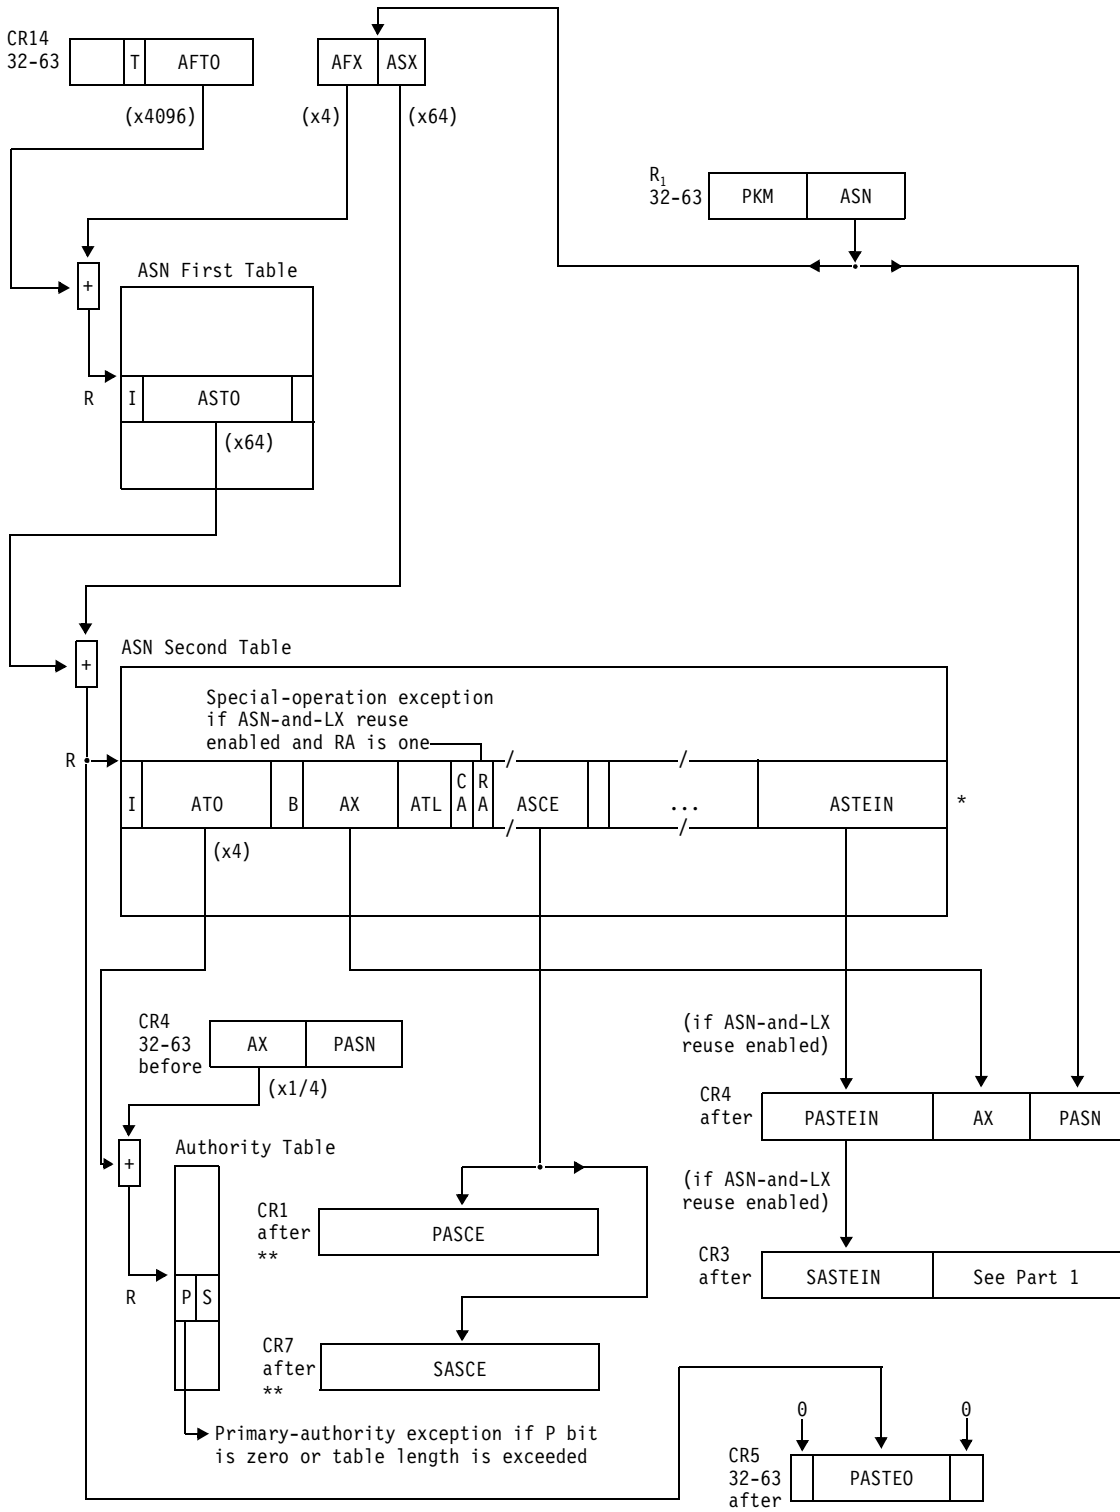 CR14
32-63
T
AFTO
AFX
ASX
(x4096)
(x4)
(x64)
R1
32-63
PKM
ASN
ASN First Table
+
R
I
ASTO
(x64)
ASN Second Table
+
Special-operation exception
if ASN-and-LX reuse
enabled and RA is one
R
I
ATO
B
AX
ATL
CA
RA
ASCE
...
ASTEIN
*
(x4)
CR4
32-63
before
AX
PASN
(x1/4)
(if ASN-and-LX
reuse enabled)
CR4
after
PASTEIN
AX
PASN
+
Authority Table
R
P
S
CR1
after
**
PASCE
(if ASN-and-LX
reuse enabled)
CR3
after
SASTEIN
See Part 1
CR7
after
**
SASCE
Primary-authority exception if P bit
is zero or table length is exceeded
0
0
CR5
32-63
after
PASTEO